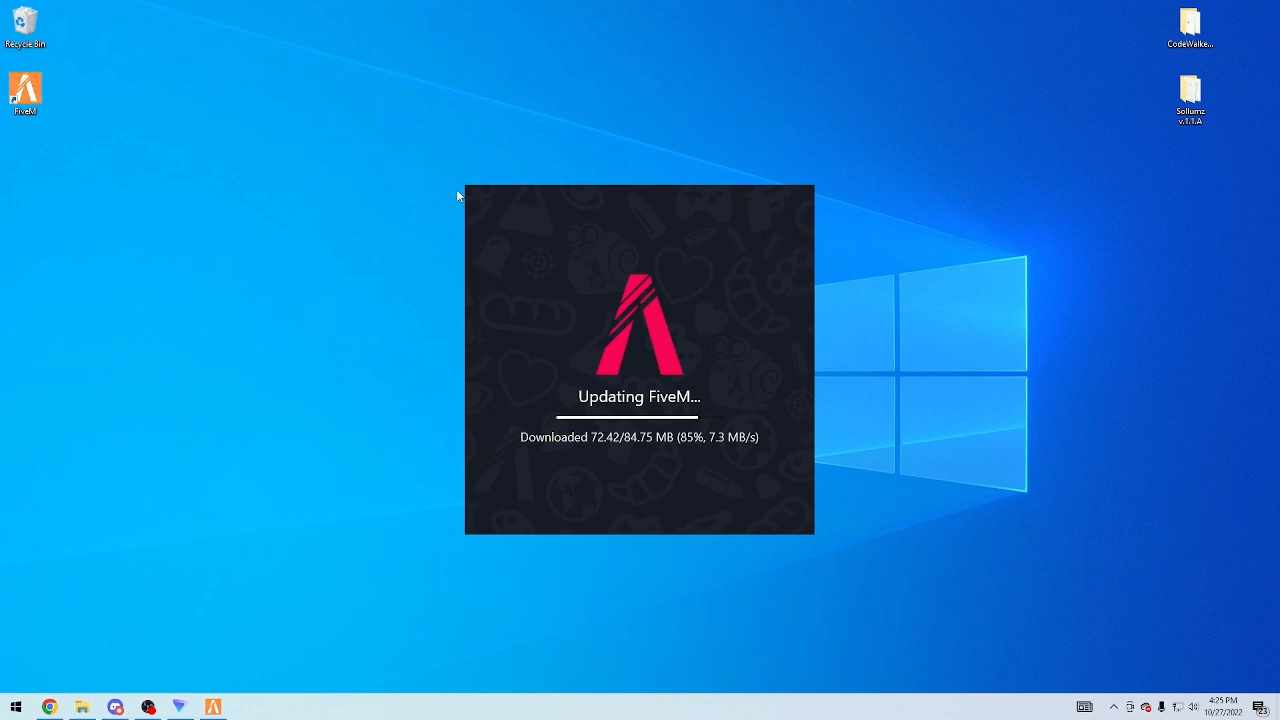 Recycle Bin
FiveM
CodeWalke...
Sollumz
v.1.1.A
Updating FiveM...
Downloaded 72.42/84.75 MB (85%, 7.3 MB/s)
4:25 PM
10/27/2022
23